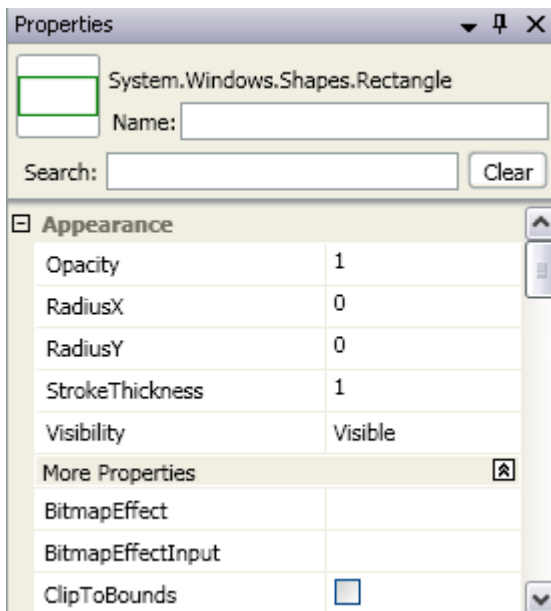 Properties
System.Windows.Shapes.Rectangle
Name:
Search: Clear
Appearance
Opacity 1
RadiusX 0
RadiusY 0
StrokeThickness 1
Visibility Visible
More Properties
BitmapEffect
BitmapEffectInput
ClipToBounds